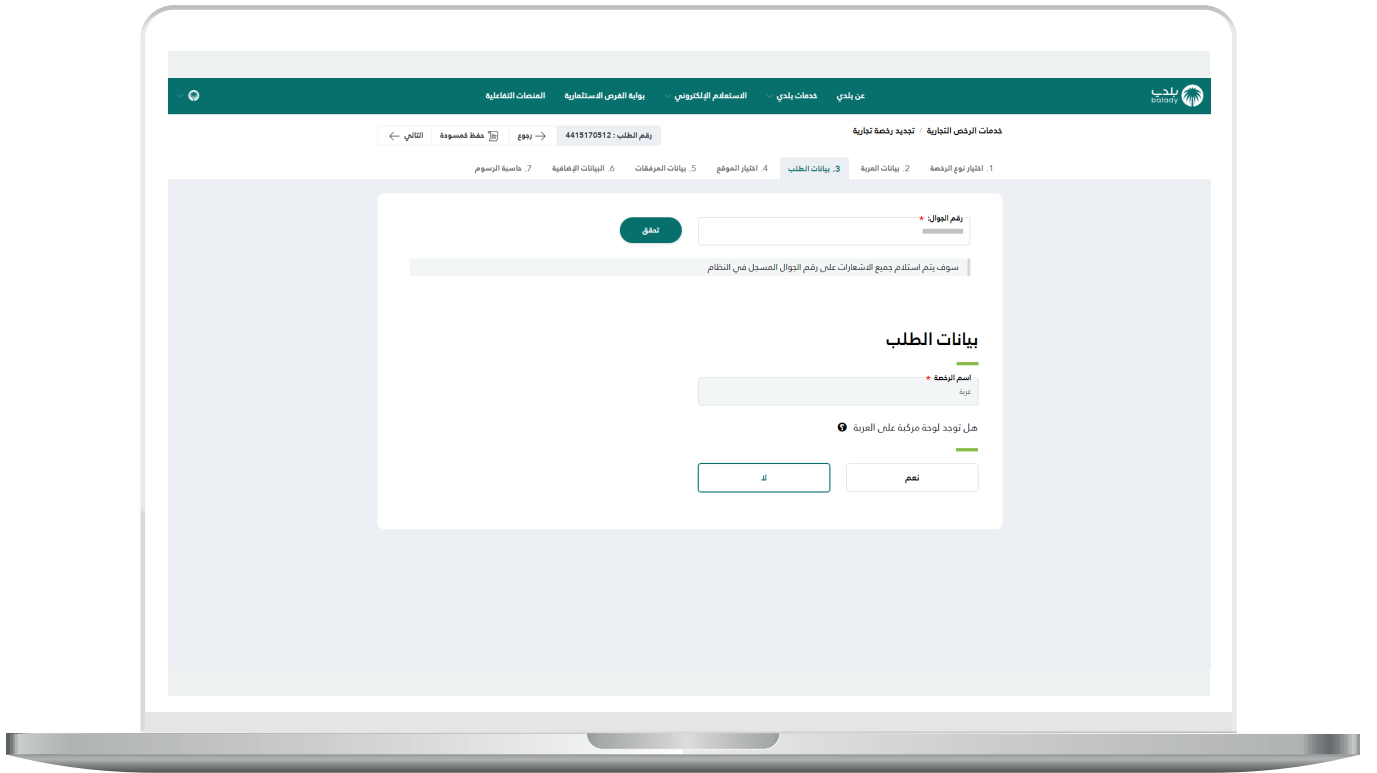 بلدي
balady
عن بلدي
خدمات بلدي
الاستعلام الإلكتروني
بوابة الفرص الاستثمارية
المنصات التفاعلية
خدمات الرخص التجارية / تجديد رخصة تجارية
رقم الطلب : 4415170512
رجوع
حفظ كمسودة
التالي
1. اختيار نوع الرخصة
2. بيانات العربة
3. بيانات الطلب
4. اختيار الموقع
5. بيانات المرفقات
6. البيانات الإضافية
7. حاسبة الرسوم
رقم الجوال: *
تحقق
سوف يتم استلام جميع الاشعارات على رقم الجوال المسجل في النظام
بيانات الطلب
اسم الرخصة *
عربة
هل توجد لوحة مركبة على العربة
نعم
لا